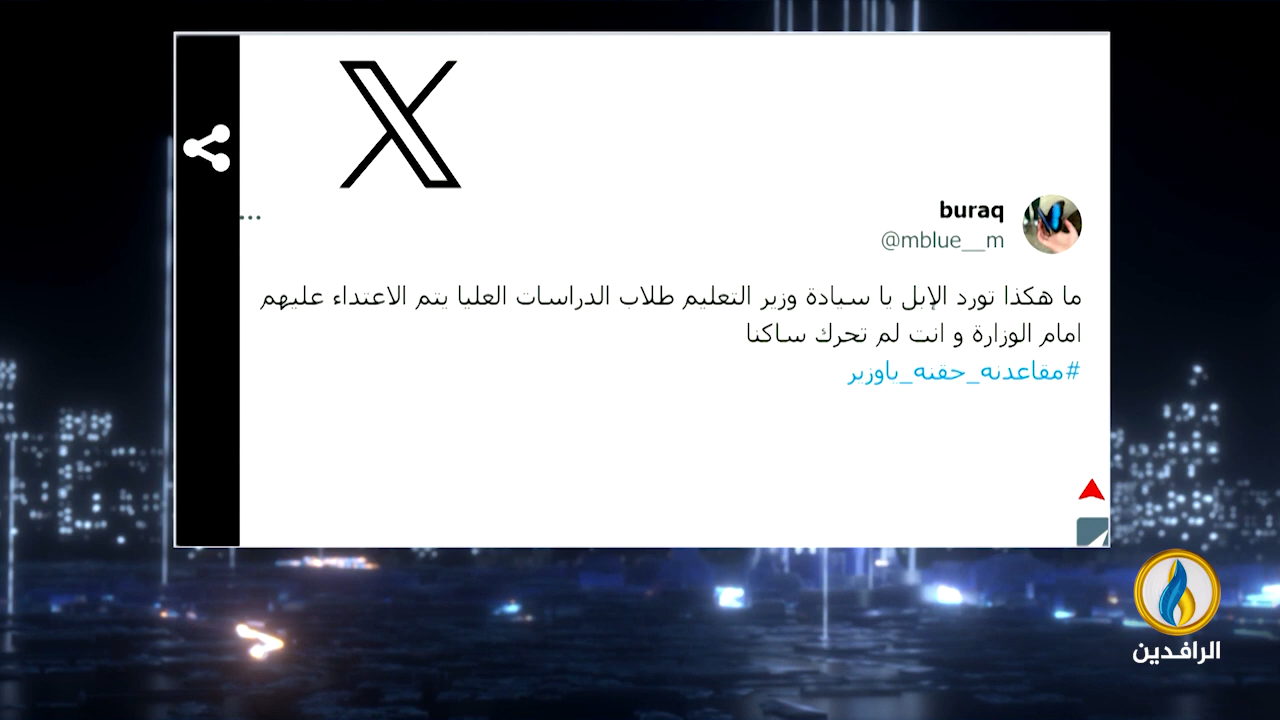 X
buraq
@mblue__m
...
ما هكذا تورد الإبل يا سيادة وزير التعليم طلاب الدراسات العليا يتم الاعتداء عليهم
امام الوزارة و انت لم تحرك ساكنا
#مقاعدنه_حقنه_ياوزير
الرافدين